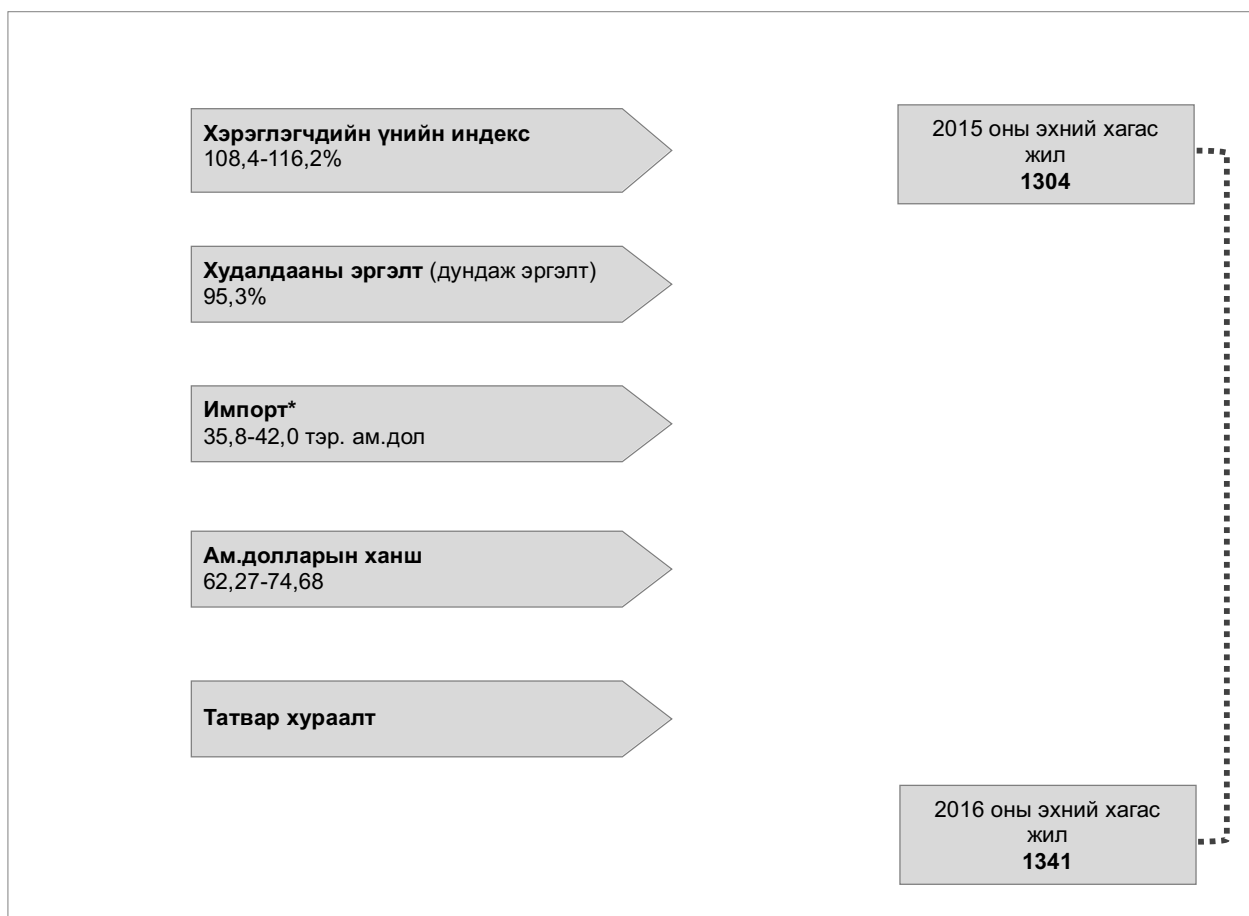 Хэрэглэгчдийн үнийн индекс
108,4-116,2%
2015 оны эхний хагас
жил
1304
Худалдааны эргэлт (дундаж эргэлт)
95,3%
Импорт*
35,8-42,0 тэр. ам.дол
Ам.долларын ханш
62,27-74,68
Татвар хураалт
2016 оны эхний хагас
жил
1341